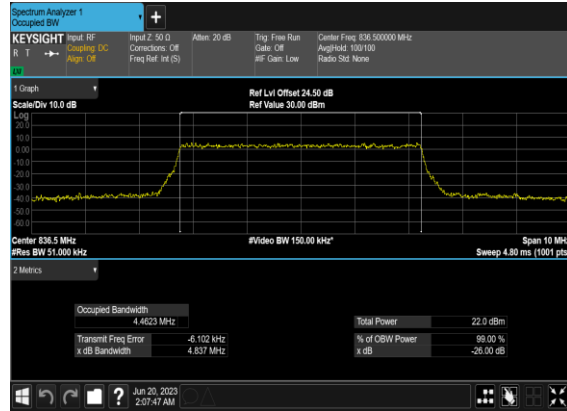 Spectrum Analyzer 1
Occupied BW
+
KEYSIGHT Input: RF Input Z: 50 Ω Atten: 20 dB Trig: Free Run Center Freq: 836.500000 MHz
R T Coupling: DC Corrections: Off Gate: Off Avg|Hold: 100/100
Align: Off Freq Ref: Int (S) #IF Gain: Low Radio Std: None
LXI
1 Graph
Ref Lvl Offset 24.50 dB
Scale/Div 10.0 dB Ref Value 30.00 dBm
Log
20.0
10.0
0.00
-10.0
-20.0
-30.0
-40.0
-50.0
-60.0
Center 836.5 MHz #Video BW 150.00 kHz* Span 10 MHz
#Res BW 51.000 kHz Sweep 4.80 ms (1001 pts)
2 Metrics
Occupied Bandwidth
4.4623 MHz Total Power 22.0 dBm
Transmit Freq Error -6.102 kHz % of OBW Power 99.00 %
x dB Bandwidth 4.837 MHz x dB -26.00 dB
? Jun 20, 2023
2:07:47 AM